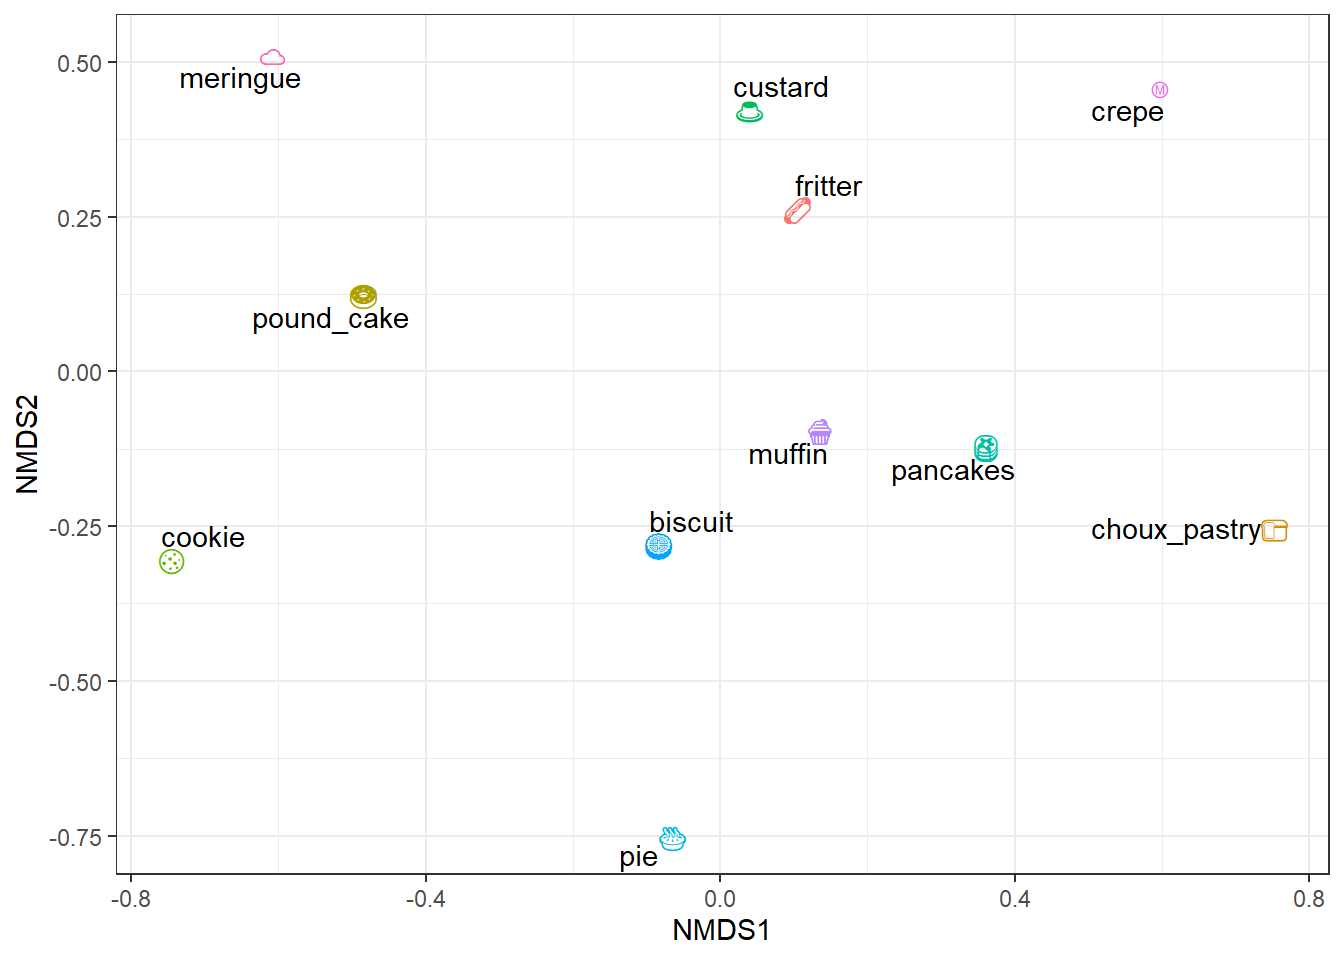 0.50
0.25
0.00
-0.25
-0.50
-0.75
NMDS2
meringue
custard
crepe
M
fritter
pound_cake
muffin
pancakes
biscuit
choux_pastry
cookie
pie
-0.8
-0.4
0.0
0.4
0.8
NMDS1